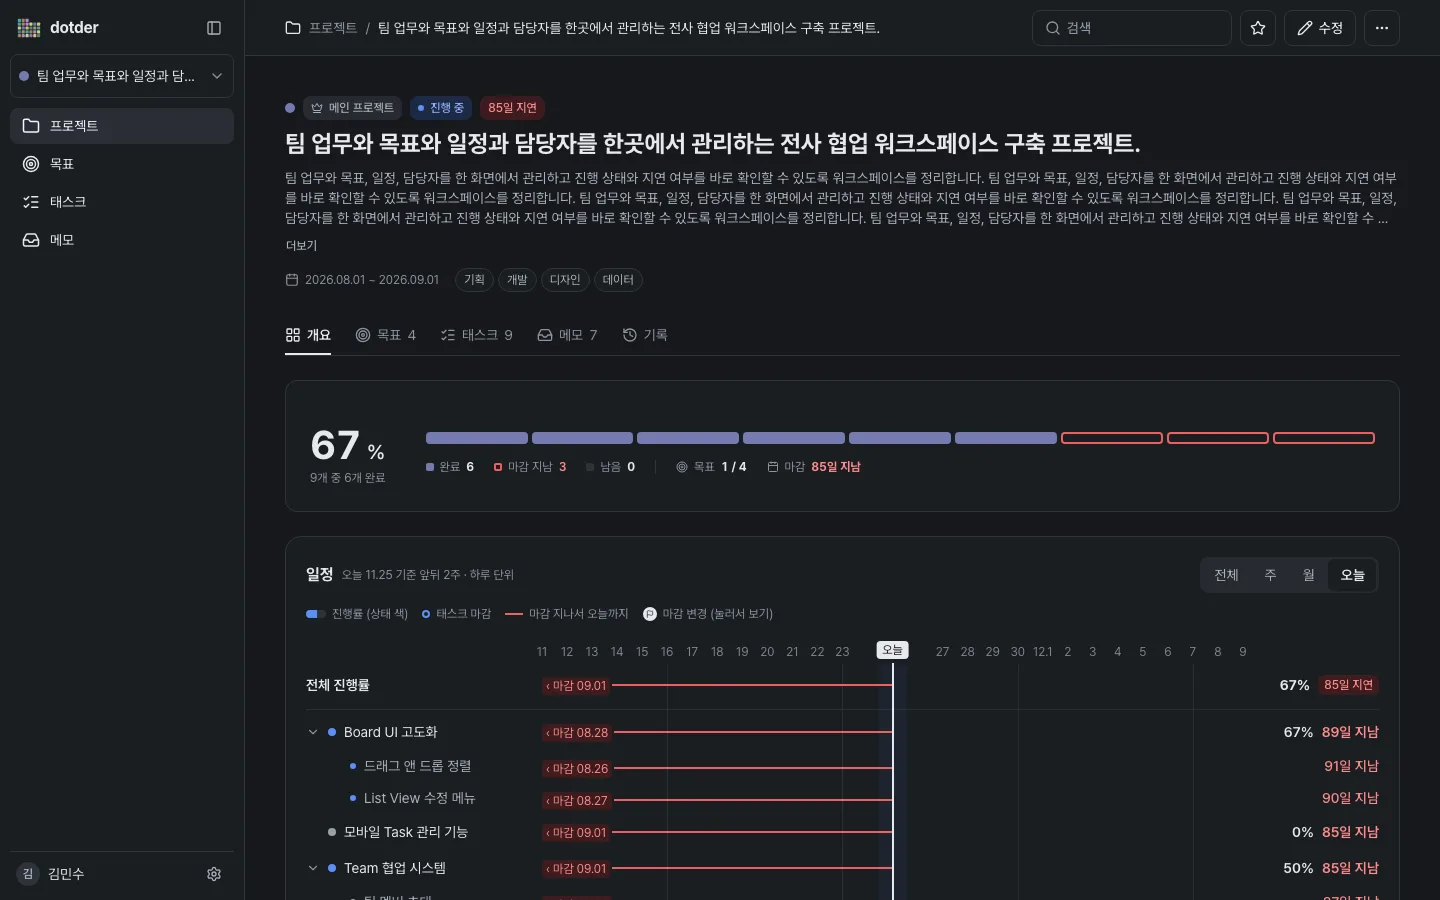 dotder
팀 업무와 목표와 일정과 담...
프로젝트
목표
태스크
메모
김 김민수
프로젝트 / 팀 업무와 목표와 일정과 담당자를 한곳에서 관리하는 전사 협업 워크스페이스 구축 프로젝트.
검색
수정
메인 프로젝트 진행 중 85일 지연
팀 업무와 목표와 일정과 담당자를 한곳에서 관리하는 전사 협업 워크스페이스 구축 프로젝트.
팀 업무와 목표, 일정, 담당자를 한 화면에서 관리하고 진행 상태와 지연 여부를 바로 확인할 수 있도록 워크스페이스를 정리합니다. 팀 업무와 목표, 일정, 담당자를 한 화면에서 관리하고 진행 상태와 지연 여부
를 바로 확인할 수 있도록 워크스페이스를 정리합니다. 팀 업무와 목표, 일정, 담당자를 한 화면에서 관리하고 진행 상태와 지연 여부를 바로 확인할 수 있도록 워크스페이스를 정리합니다. 팀 업무와 목표, 일정,
담당자를 한 화면에서 관리하고 진행 상태와 지연 여부를 바로 확인할 수 있도록 워크스페이스를 정리합니다. 팀 업무와 목표, 일정, 담당자를 한 화면에서 관리하고 진행 상태와 지연 여부를 바로 확인할 수 ...
더보기
2026.08.01 ~ 2026.09.01 기획 개발 디자인 데이터
개요 목표 4 태스크 9 메모 7 기록
67 %
9개 중 6개 완료
완료 6 마감 지남 3 남음 0 목표 1 / 4 마감 85일 지남
일정 오늘 11.25 기준 앞뒤 2주 · 하루 단위
전체 주 월 오늘
진행률 (상태 색) 태스크 마감 마감 지나서 오늘까지 마감 변경 (눌러서 보기)
11 12 13 14 15 16 17 18 19 20 21 22 23 오늘 27 28 29 30 12.1 2 3 4 5 6 7 8 9
전체 진행률 ‹ 마감 09.01 67% 85일 지연
Board UI 고도화 ‹ 마감 08.28 67% 89일 지남
드래그 앤 드롭 정렬 ‹ 마감 08.26 91일 지남
List View 수정 메뉴 ‹ 마감 08.27 90일 지남
모바일 Task 관리 기능 ‹ 마감 09.01 0% 85일 지남
Team 협업 시스템 ‹ 마감 09.01 50% 85일 지남